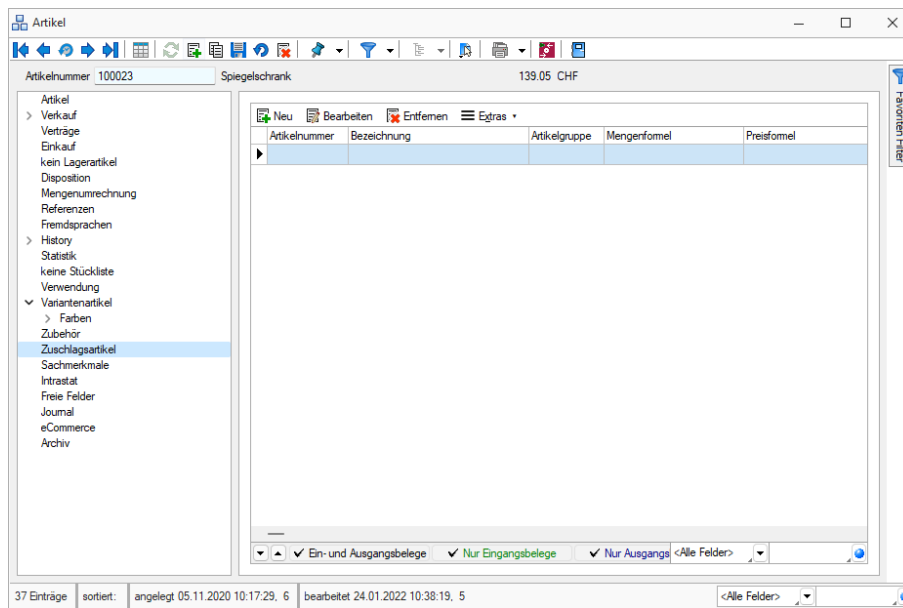 Artikel
Artikelnummer 100023 Spiegelschrank 139.05 CHF
Favoriten Filter
Artikel
Verkauf
Verträge
Einkauf
kein Lagerartikel
Disposition
Mengenumrechnung
Referenzen
Fremdsprachen
History
Statistik
keine Stückliste
Verwendung
Variantenartikel
Farben
Zubehör
Zuschlagsartikel
Sachmerkmale
Intrastat
Freie Felder
Journal
eCommerce
Archiv
Neu Bearbeiten Entfernen Extras
Artikelnummer Bezeichnung Artikelgruppe Mengenformel Preisformel
Ein- und Ausgangsbelege Nur Eingangsbelege Nur Ausgangs <Alle Felder>
37 Einträge sortiert: angelegt 05.11.2020 10:17:29, 6 bearbeitet 24.01.2022 10:38:19, 5 <Alle Felder>